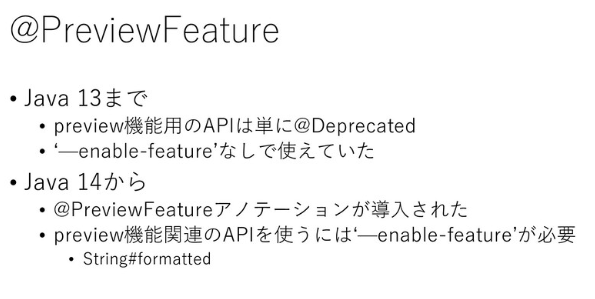 @PreviewFeature
• Java 13まで
• preview機能用のAPIは単に@Deprecated
• ‘—enable-feature’なしで使えていた
• Java 14から
• @PreviewFeatureアノテーションが導入された
• preview機能関連のAPIを使うには‘—enable-feature’が必要
• String#formatted